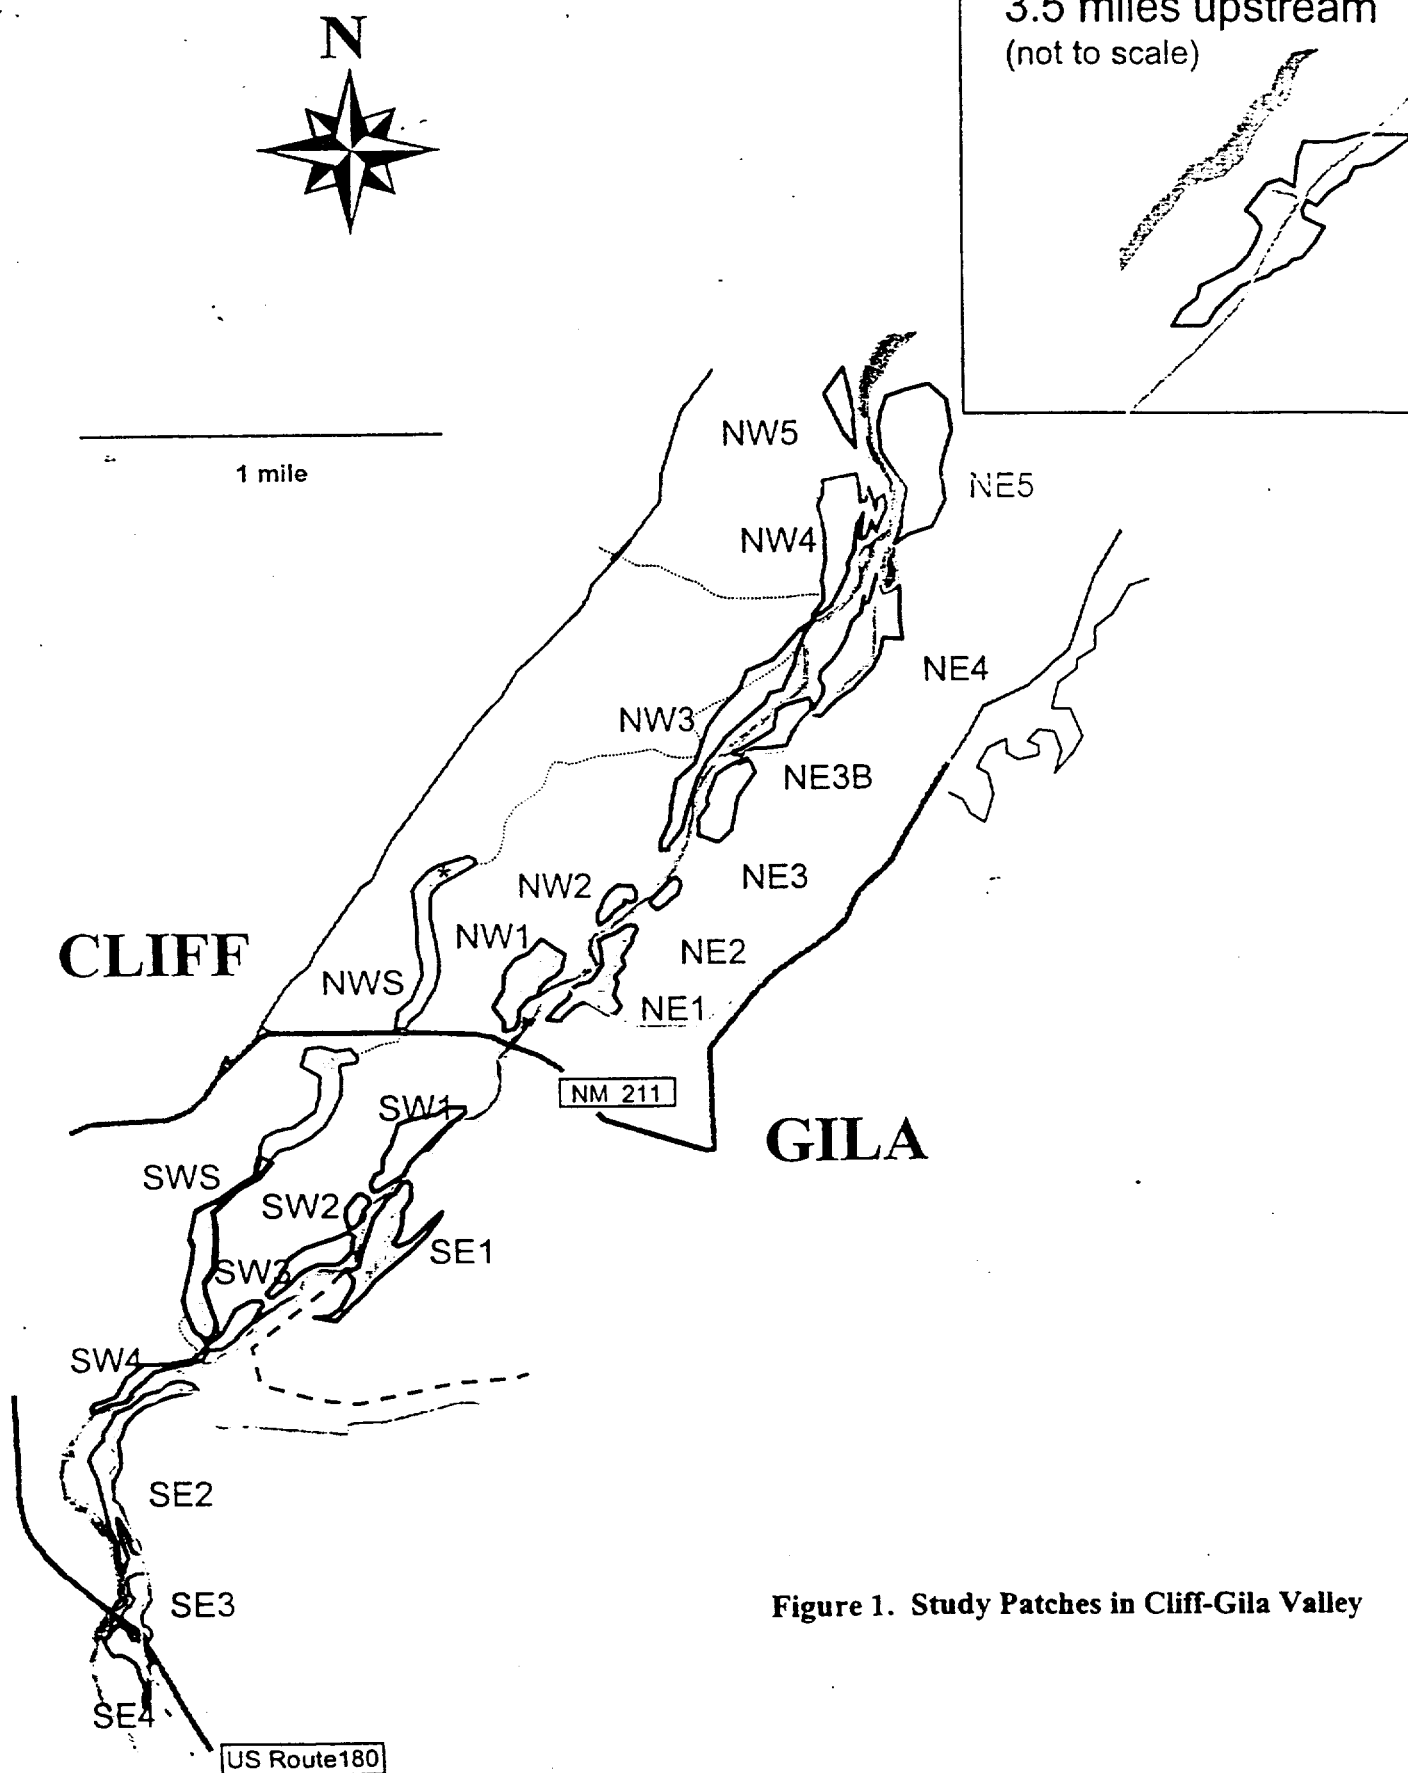 N
3.5 miles upstream
(not to scale)
NW5
1 mile
NE5
NW4
NE4
NW3
NE3B
NW2
NE3
*
NW1
CLIFF
NE2
NWS
NE1
NM 211
SW1
GILA
SWS
SW2
SE1
SW3
SW4
SE2
SE3
Figure 1. Study Patches in Cliff-Gila Valley
SE4
US Route180